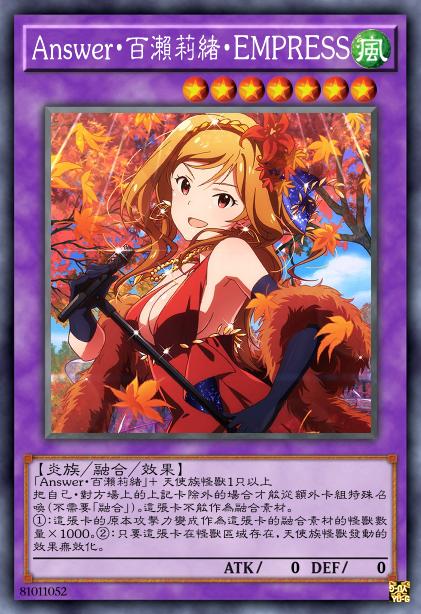 Answer・百瀬莉緒・EMPRESS 風
【炎族/融合/效果】
「Answer・百瀬莉緒」＋天使族怪獸1只以上
把自己・對方場上的上記卡除外的場合才能從額外卡組特殊召
喚(不需要「融合」)。這張卡不能作為融合素材。
①：這張卡的原本攻擊力變成作為這張卡的融合素材的怪獸數
量×1000。②：只要這張卡在怪獸區域存在，天使族怪獸發動的
效果無效化。
ATK/ 0 DEF/ 0
81011052